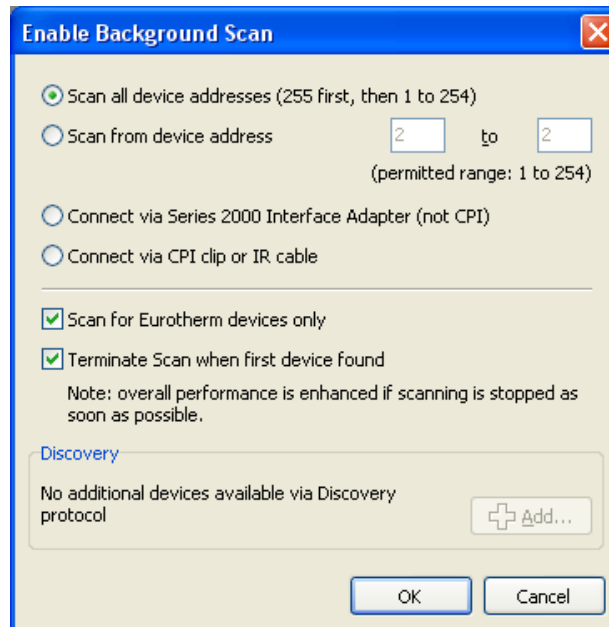 Enable Background Scan
Scan all device addresses (255 first, then 1 to 254)
Scan from device address 2 to 2
(permitted range: 1 to 254)
Connect via Series 2000 Interface Adapter (not CPI)
Connect via CPI clip or IR cable
Scan for Eurotherm devices only
Terminate Scan when first device found
Note: overall performance is enhanced if scanning is stopped as
soon as possible.
Discovery
No additional devices available via Discovery
protocol
Add...
OK Cancel